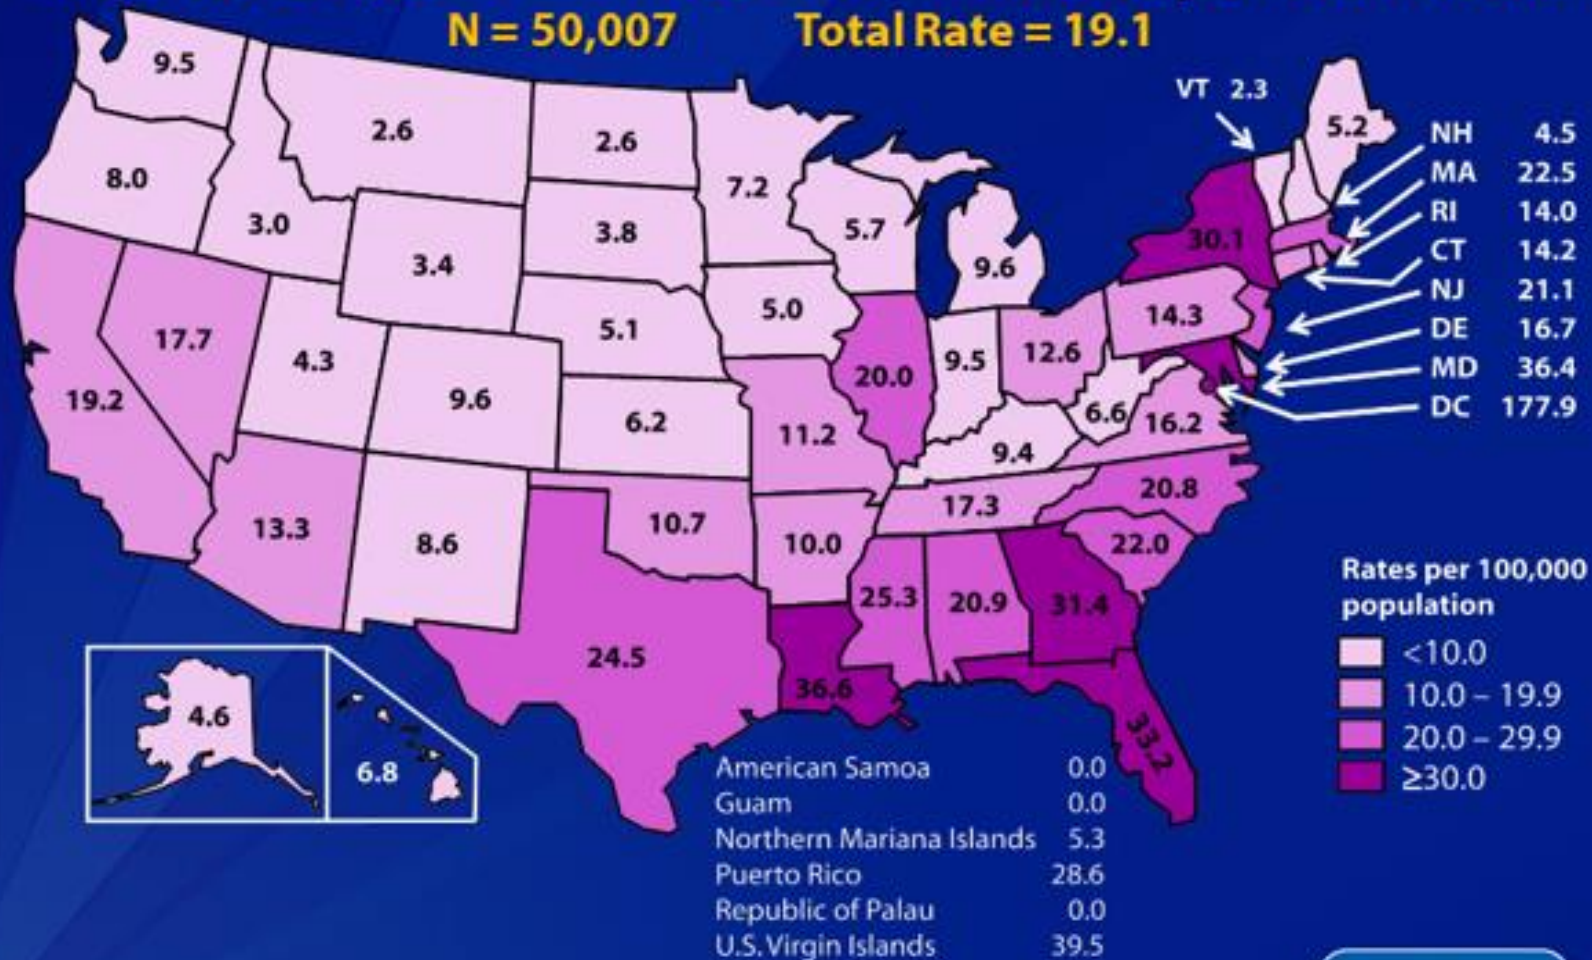 N = 50,007 Total Rate = 19.1
VT 2.3
9.5
2.6
2.6
7.2
5.2
NH 4.5
8.0
MA 22.5
3.0
3.4
3.8
5.7
9.6
30.1
RI 14.0
CT 14.2
NJ 21.1
17.7
4.3
5.1
5.0
14.3
DE 16.7
19.2
9.6
6.2
20.0
9.5
12.6
MD 36.4
DC 177.9
11.2
6.6
16.2
9.4
13.3
8.6
10.7
10.0
17.3
20.8
22.0
24.5
25.3
20.9
31.4
36.6
33.2
Rates per 100,000
population
<10.0
10.0 – 19.9
20.0 – 29.9
≥30.0
4.6
6.8
American Samoa 0.0
Guam 0.0
Northern Mariana Islands 5.3
Puerto Rico 28.6
Republic of Palau 0.0
U.S. Virgin Islands 39.5